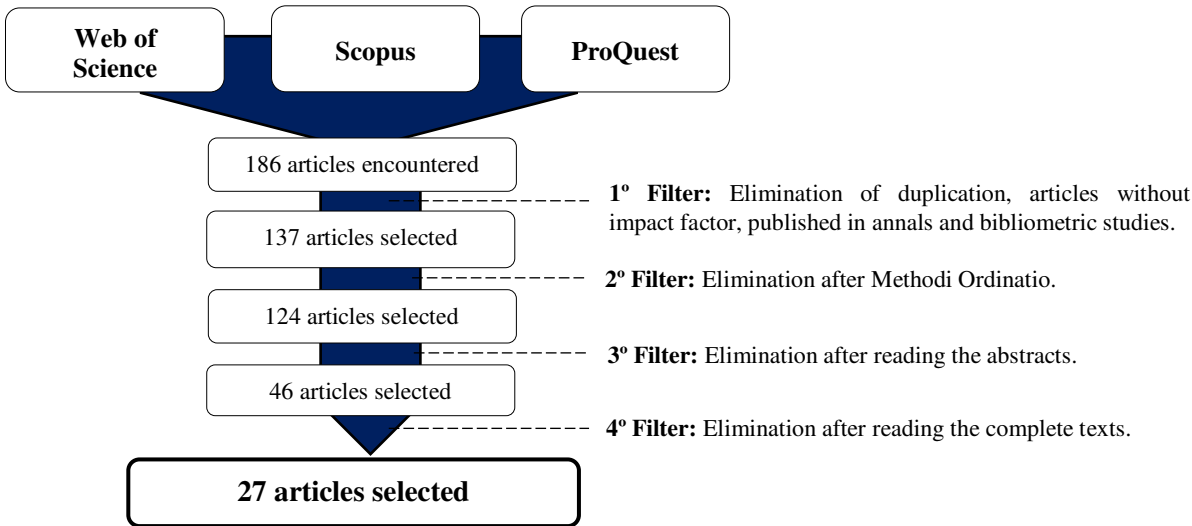 Web of
Science
Scopus
ProQuest
186 articles encountered
1º Filter: Elimination of duplication, articles without
impact factor, published in annals and bibliometric studies.
137 articles selected
2º Filter: Elimination after Methodi Ordinatio.
124 articles selected
3º Filter: Elimination after reading the abstracts.
46 articles selected
4º Filter: Elimination after reading the complete texts.
27 articles selected